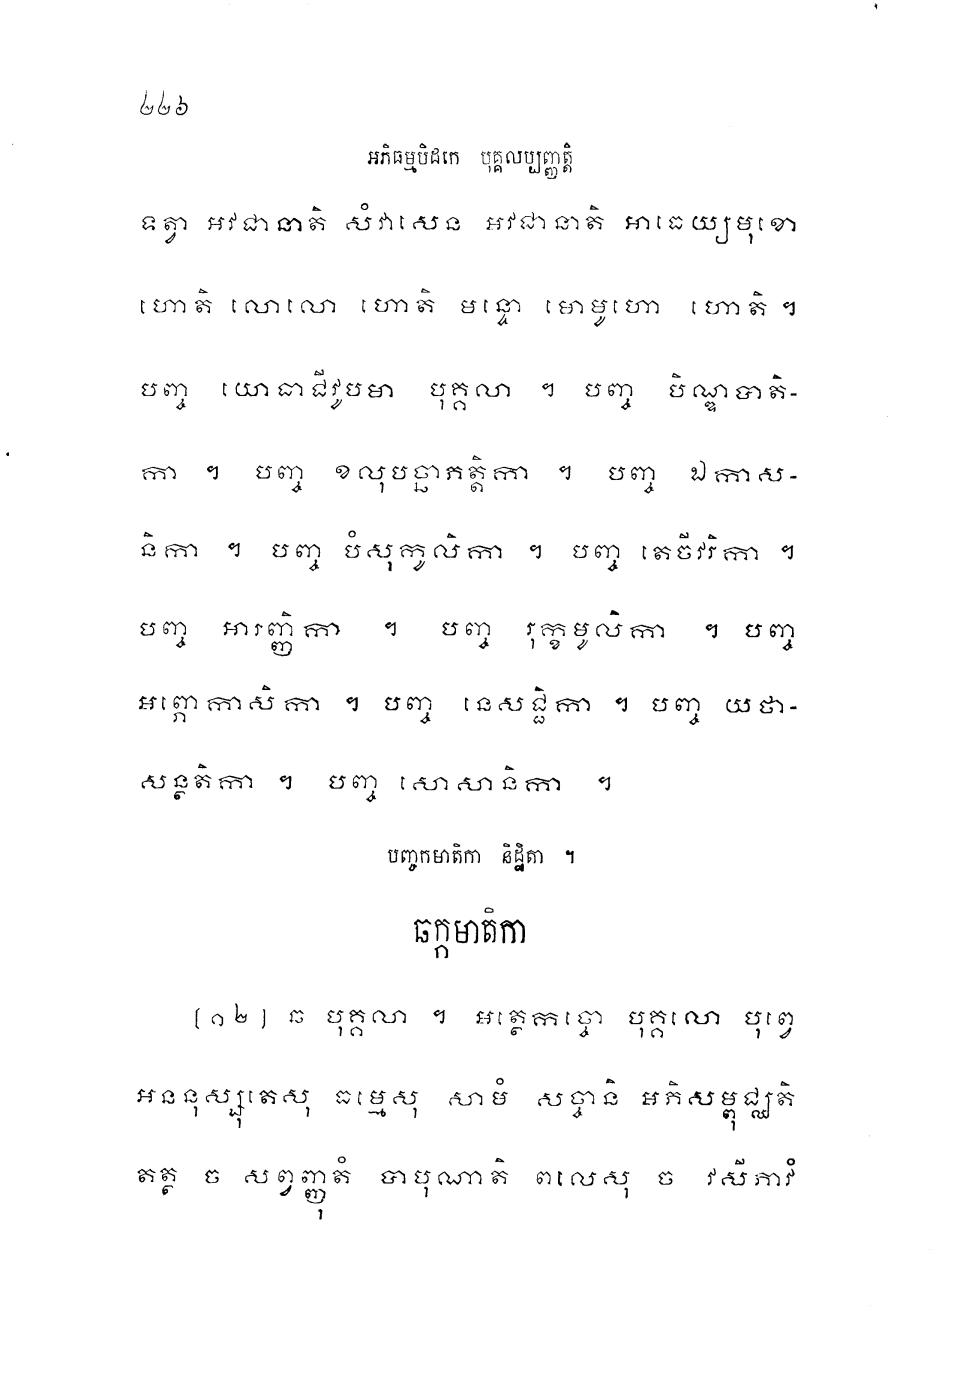 ២២៦
អភិធម្មបិដកេ បុគ្គលប្បញ្ញត្តិ
ទត្វា អវជានាតិ សំវាសេន អវជានាតិ អាធេយ្យមុខោ
ហោតិ លោលោ ហោតិ មន្ទោ មោមូហោ ហោតិ ។
បញ្ច យោធាជីវូបមា បុគ្គលា ។ បញ្ច បិណ្ឌបាតិ-
កា ។ បញ្ច ខលុបច្ឆាភត្តិកា ។ បញ្ច ឯកាស-
និកា ។ បញ្ច បំសុកូលិកា ។ បញ្ច តេចីវរិកា ។
បញ្ច អារញ្ញិកា ។ បញ្ច រុក្ខមូលិកា ។ បញ្ច
អព្ភោកាសិកា ។ បញ្ច នេសជ្ជិកា ។ បញ្ច យថា-
សន្ថតិកា ។ បញ្ច សោសានិកា ។
បញ្ចកមាតិកា និដ្ឋិតា ។
ឆក្កមាតិកា
[១២] ឆ បុគ្គលា ។ អត្ថេកច្ចោ បុគ្គលោ បុព្វេ
អននុស្សុតេសុ ធម្មេសុ សាមំ សច្ចានិ អភិសម្ពុជ្ឈតិ
តត្ថ ច សព្វញ្ញុតំ បាបុណាតិ ពលេសុ ច វសីភាវំ